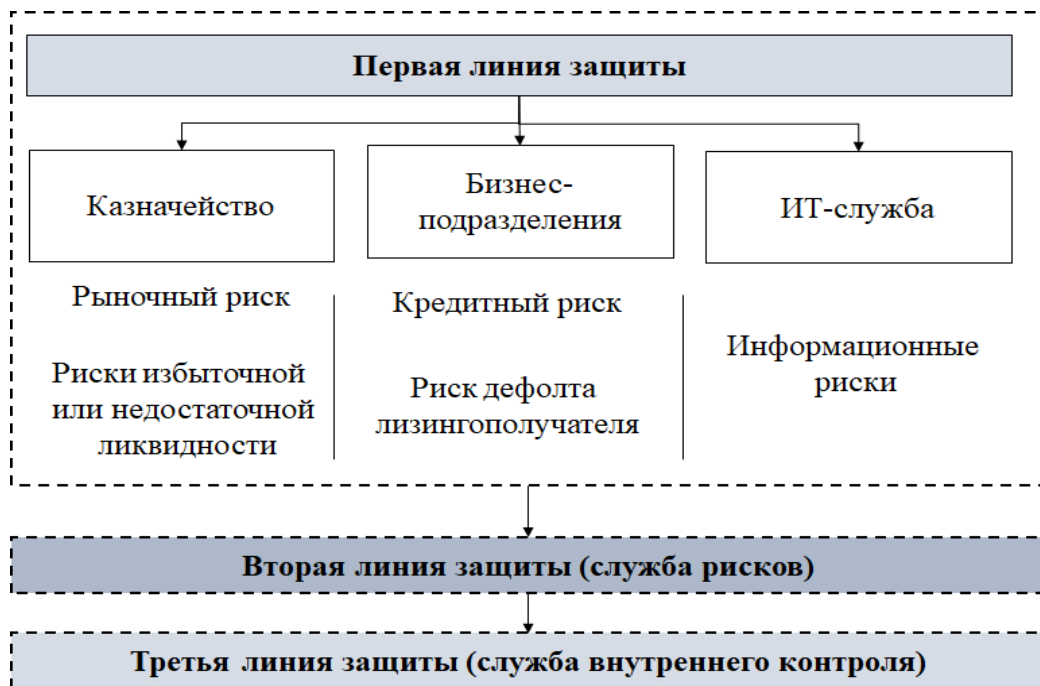 Первая линия защиты
Казначейство
Бизнес-
подразделения
ИТ-служба
Рыночный риск
Риски избыточной
или недостаточной
ликвидности
Кредитный риск
Риск дефолта
лизингополучателя
Информационные
риски
Вторая линия защиты (служба рисков)
Третья линия защиты (служба внутреннего контроля)